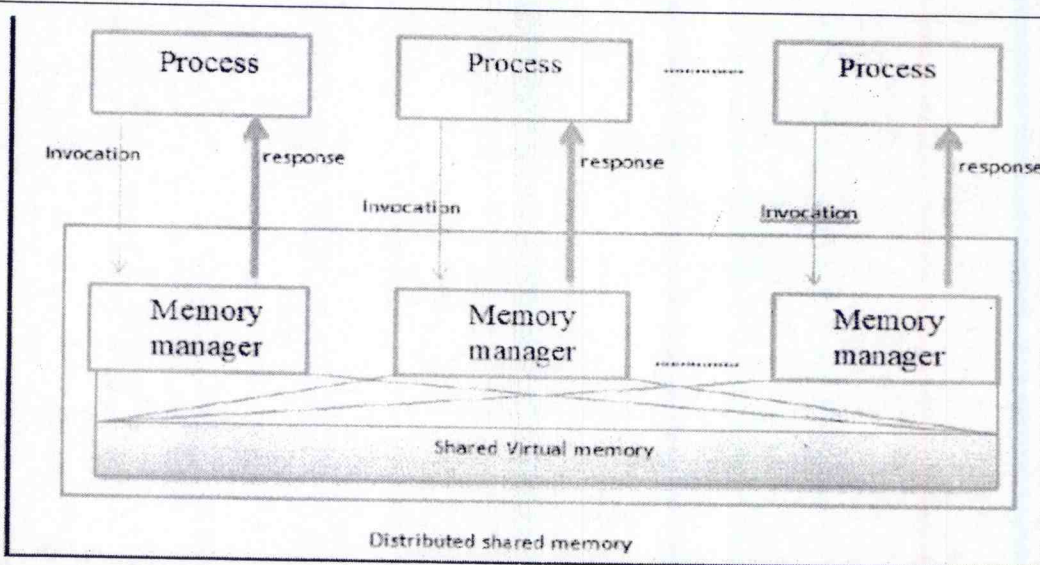 Process
Process
Process
Invocation
response
Invocation
response
Invocation
response
Memory
manager
Memory
manager
Memory
manager
Shared Virtual memory
Distributed shared memory